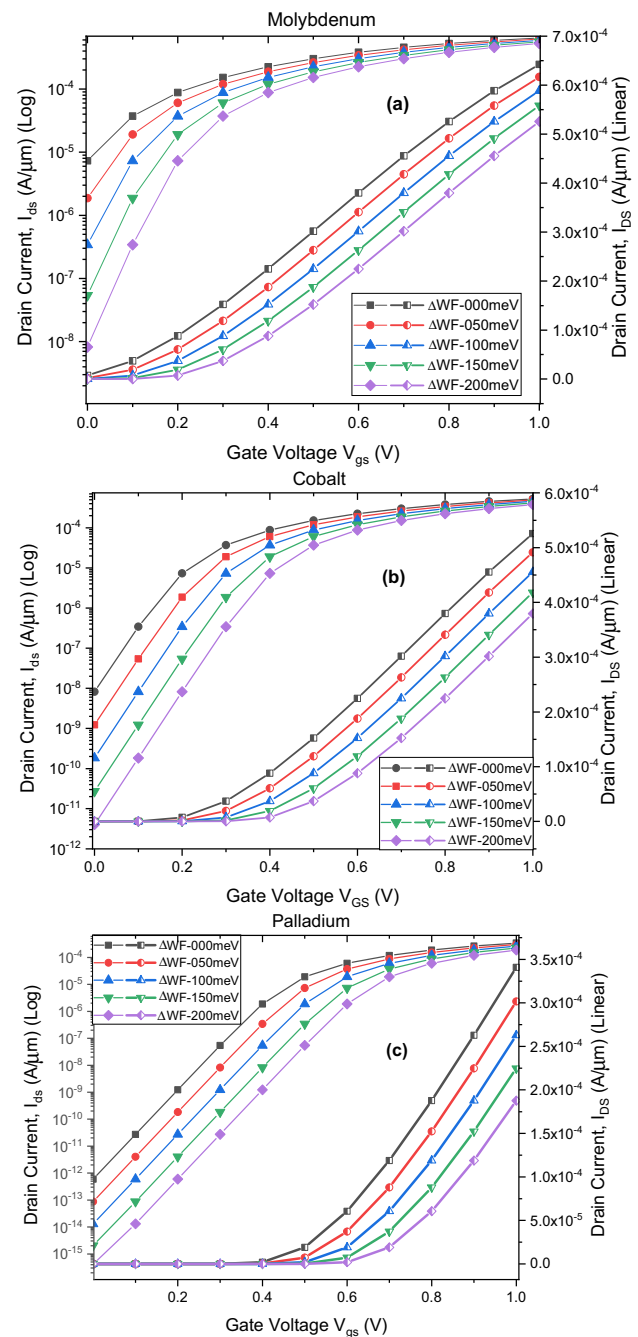 Molybdenum
Drain Current, I_ds (A/μm) (Log)
10⁻⁴
10⁻⁵
10⁻⁶
10⁻⁷
10⁻⁸
(a)
ΔWF-000meV
ΔWF-050meV
ΔWF-100meV
ΔWF-150meV
ΔWF-200meV
7.0x10⁻⁴
6.0x10⁻⁴
5.0x10⁻⁴
4.0x10⁻⁴
3.0x10⁻⁴
2.0x10⁻⁴
1.0x10⁻⁴
0.0
Drain Current, I_DS (A/μm) (Linear)
0.0 0.2 0.4 0.6 0.8 1.0
Gate Voltage V_gs (V)
Cobalt
Drain Current, I_ds (A/μm) (Log)
10⁻⁴
10⁻⁵
10⁻⁶
10⁻⁷
10⁻⁸
10⁻⁹
10⁻¹⁰
10⁻¹¹
10⁻¹²
(b)
ΔWF-000meV
ΔWF-050meV
ΔWF-100meV
ΔWF-150meV
ΔWF-200meV
6.0x10⁻⁴
5.0x10⁻⁴
4.0x10⁻⁴
3.0x10⁻⁴
2.0x10⁻⁴
1.0x10⁻⁴
0.0
Drain Current, I_DS (A/μm) (Linear)
0.0 0.2 0.4 0.6 0.8 1.0
Gate Voltage V_GS (V)
Palladium
Drain Current, I_ds (A/μm) (Log)
10⁻⁴
10⁻⁵
10⁻⁶
10⁻⁷
10⁻⁸
10⁻⁹
10⁻¹⁰
10⁻¹¹
10⁻¹²
10⁻¹³
10⁻¹⁴
10⁻¹⁵
ΔWF-000meV
ΔWF-050meV
ΔWF-100meV
ΔWF-150meV
ΔWF-200meV
(c)
3.5x10⁻⁴
3.0x10⁻⁴
2.5x10⁻⁴
2.0x10⁻⁴
1.5x10⁻⁴
1.0x10⁻⁴
5.0x10⁻⁵
0.0
Drain Current, I_DS (A/μm) (Linear)
0.2 0.4 0.6 0.8 1.0
Gate Voltage V_gs (V)